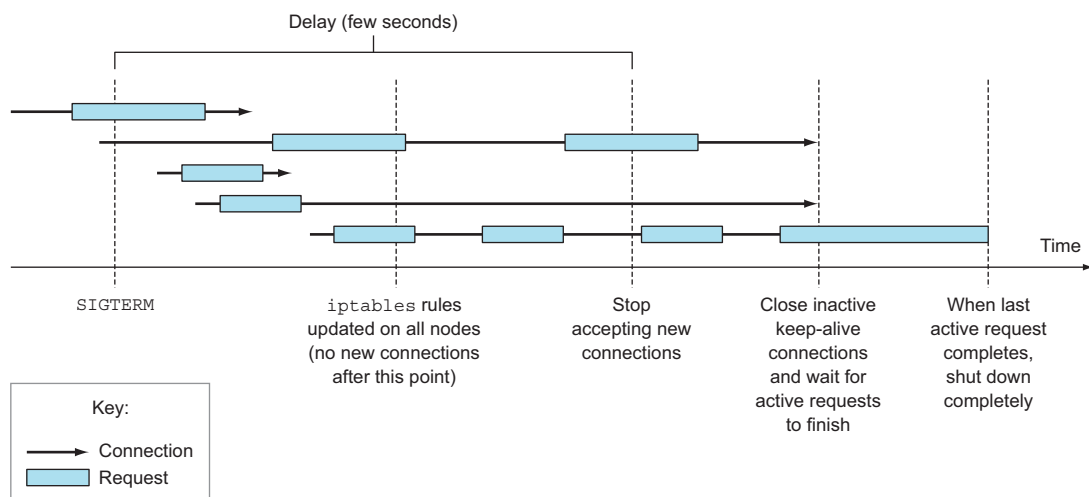 Delay (few seconds)
Time
SIGTERM
iptables rules
updated on all nodes
(no new connections
after this point)
Stop
accepting new
connections
Close inactive
keep-alive
connections
and wait for
active requests
to finish
When last
active request
completes,
shut down
completely
Key:
Connection
Request